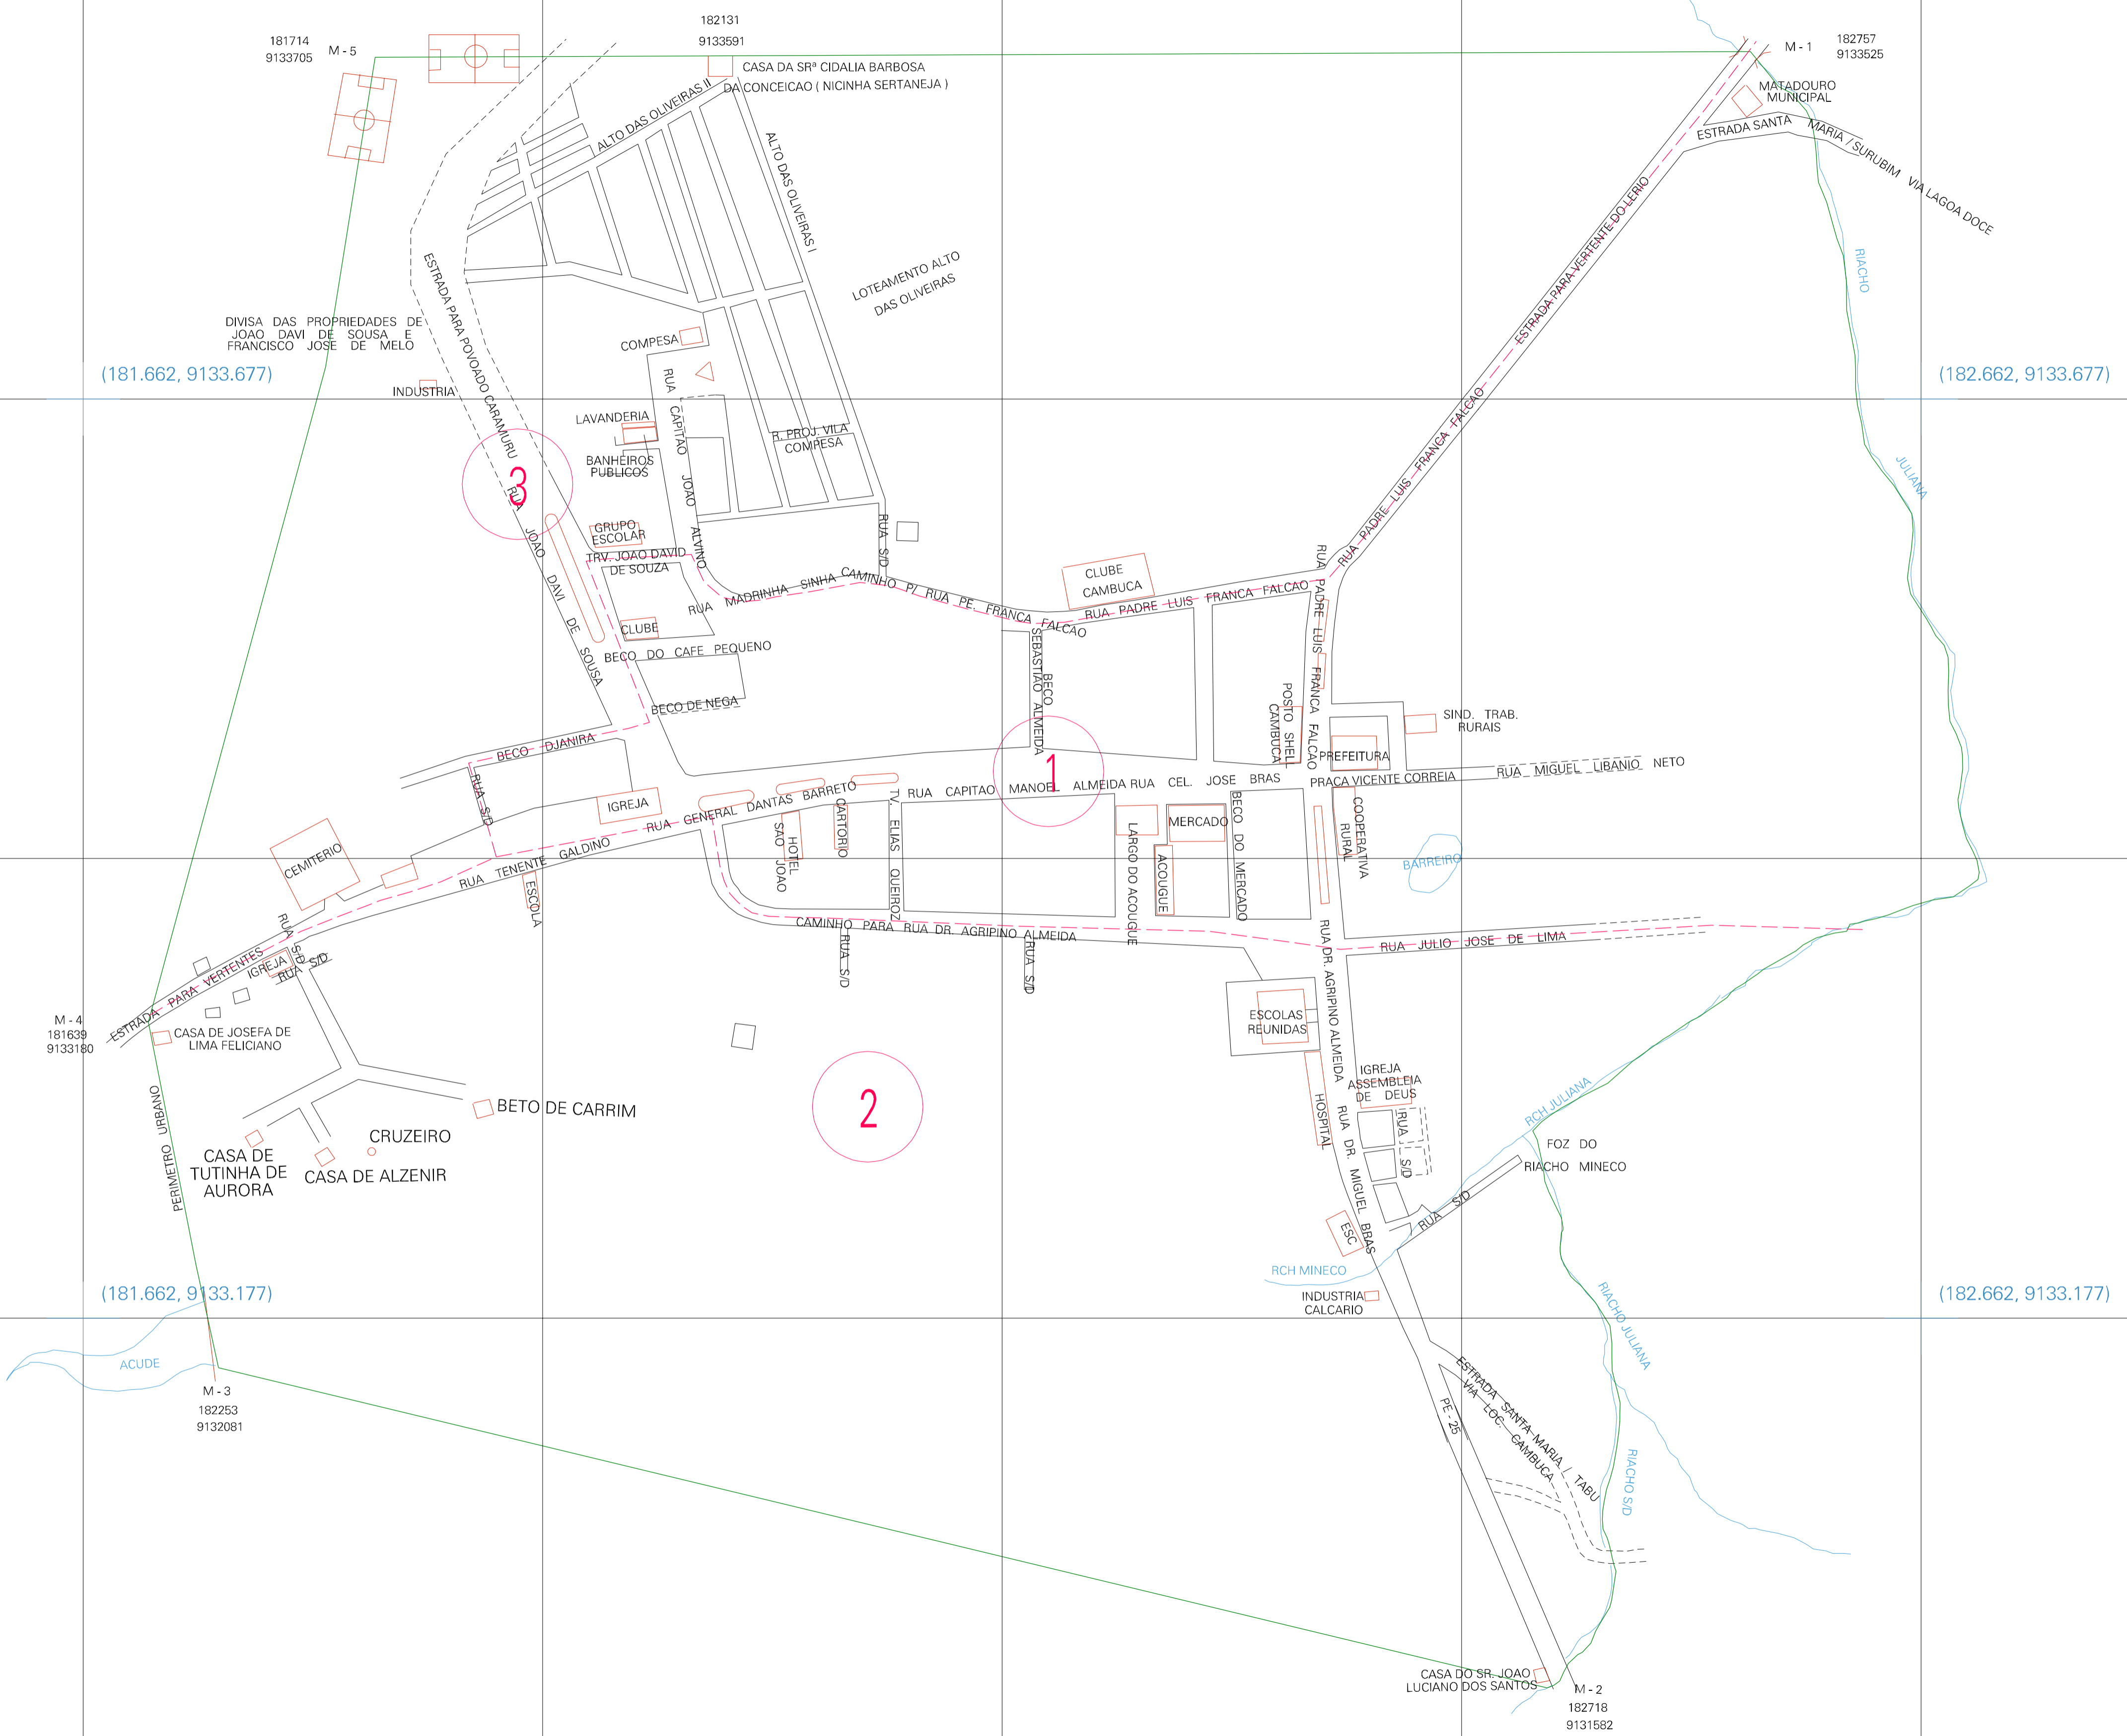 182131
9133591
181714
9133705
M - 5
CASA DA SRª CIDALIA BARBOSA
DA CONCEICAO ( NICINHA SERTANEJA )
M - 1
182757
9133525
MATADOURO
MUNICIPAL
ESTRADA SANTA MARIA / SURUBIM VIA LAGOA DOCE
ALTO DAS OLIVEIRAS II
ALTO DAS OLIVEIRAS I
LOTEAMENTO ALTO
DAS OLIVEIRAS
ESTRADA PARA VERTENTE DO LERIO
RIACHO
JULIANA
ESTRADA PARA POVOADO CARAMURU
DIVISA DAS PROPRIEDADES DE
JOAO DAVI DE SOUSA E
FRANCISCO JOSE DE MELO
(181.662, 9133.677)
(182.662, 9133.677)
INDUSTRIA
COMPESA
RUA CAPITAO JOAO ALVINO
LAVANDERIA
BANHEIROS
PUBLICOS
R. PROJ. VILA
COMPESA
3
RUA JOAO DAVI DE SOUSA
GRUPO
ESCOLAR
TRV. JOAO DAVID
DE SOUZA
RUA S/D
RUA MADRINHA SINHA
CAMINHO P/ RUA PE. FRANCA FALCAO
CLUBE
CAMBUCA
RUA PADRE LUIS FRANCA FALCAO
RUA PADRE LUIS FRANCA FALCAO
RUA PADRE LUIS FRANCA FALCAO
CLUBE
BECO DO CAFE PEQUENO
BECO DE NEGA
BECO
SEBASTIAO ALMEIDA
POSTO SHELL
CAMBUCA
SIND. TRAB.
RURAIS
PREFEITURA
BECO DJANIRA
RUA S/D
IGREJA
1
RUA GENERAL DANTAS BARRETO
RUA CAPITAO MANOEL ALMEIDA
RUA CEL. JOSE BRAS
PRACA VICENTE CORREIA
RUA MIGUEL LIBANIO NETO
TV. ELIAS QUEIROZ
CARTORIO
HOTEL
SAO JOAO
LARGO DO ACOUGUE
MERCADO
ACOUGUE
BECO DO MERCADO
COOPERATIVA
RURAL
BARREIRO
CEMITERIO
RUA TENENTE GALDINO
ESCOLA
CAMINHO PARA RUA DR. AGRIPINO ALMEIDA
RUA S/D
RUA S/D
RUA DR. AGRIPINO ALMEIDA
RUA JULIO JOSE DE LIMA
RUA S/D
IGREJA
RUA S/D
ESTRADA PARA VERTENTES
M - 4
181639
9133180
CASA DE JOSEFA DE
LIMA FELICIANO
ESCOLAS
REUNIDAS
HOSPITAL
IGREJA
ASSEMBLEIA
DE DEUS
RUA S/D
RUA DR. MIGUEL BRAS
2
BETO DE CARRIM
CRUZEIRO
CASA DE
TUTINHA DE
AURORA
CASA DE ALZENIR
PERIMETRO URBANO
RCH JULIANA
FOZ DO
RIACHO MINECO
RUA S/D
ESC
RCH MINECO
INDUSTRIA
CALCARIO
(181.662, 9133.177)
(182.662, 9133.177)
RIACHO JULIANA
ACUDE
M - 3
182253
9132081
PE - 25
ESTRADA SANTA MARIA / TABU
VIA LOC. CAMBUCA
RIACHO S/D
CASA DO SR. JOAO
LUCIANO DOS SANTOS
M - 2
182718
9131582